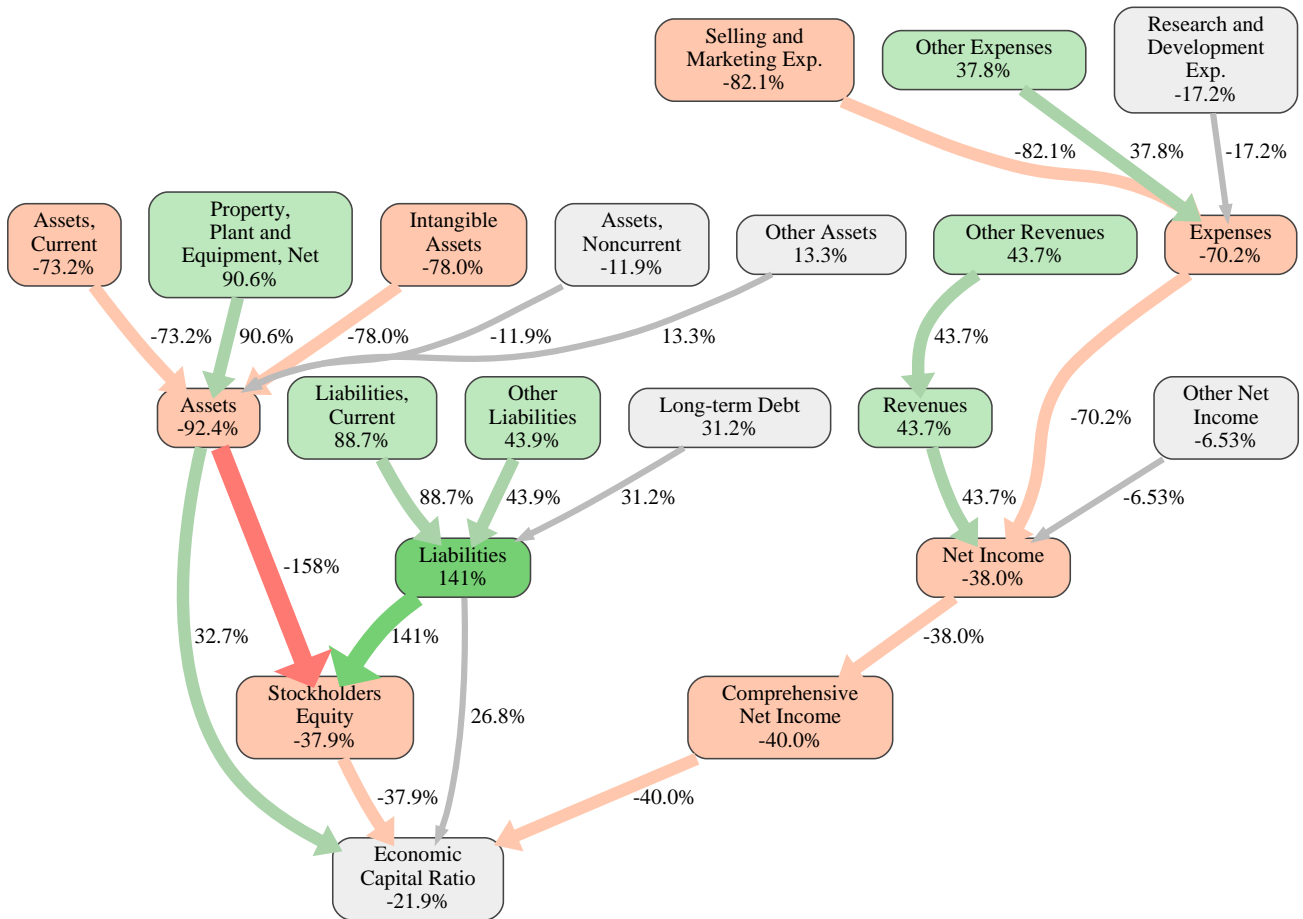 Selling and
Marketing Exp.
-82.1%
Other Expenses
37.8%
Research and
Development
Exp.
-17.2%
-82.1%
37.8%
-17.2%
Assets,
Current
-73.2%
Property,
Plant and
Equipment, Net
90.6%
Intangible
Assets
-78.0%
Assets,
Noncurrent
-11.9%
Other Assets
13.3%
Other Revenues
43.7%
Expenses
-70.2%
-73.2%
90.6%
-78.0%
-11.9%
13.3%
43.7%
Assets
-92.4%
Liabilities,
Current
88.7%
Other
Liabilities
43.9%
Long-term Debt
31.2%
Revenues
43.7%
-70.2%
Other Net
Income
-6.53%
88.7%
43.9%
31.2%
43.7%
-6.53%
-158%
Liabilities
141%
Net Income
-38.0%
32.7%
141%
-38.0%
Stockholders
Equity
-37.9%
26.8%
Comprehensive
Net Income
-40.0%
-37.9%
-40.0%
Economic
Capital Ratio
-21.9%